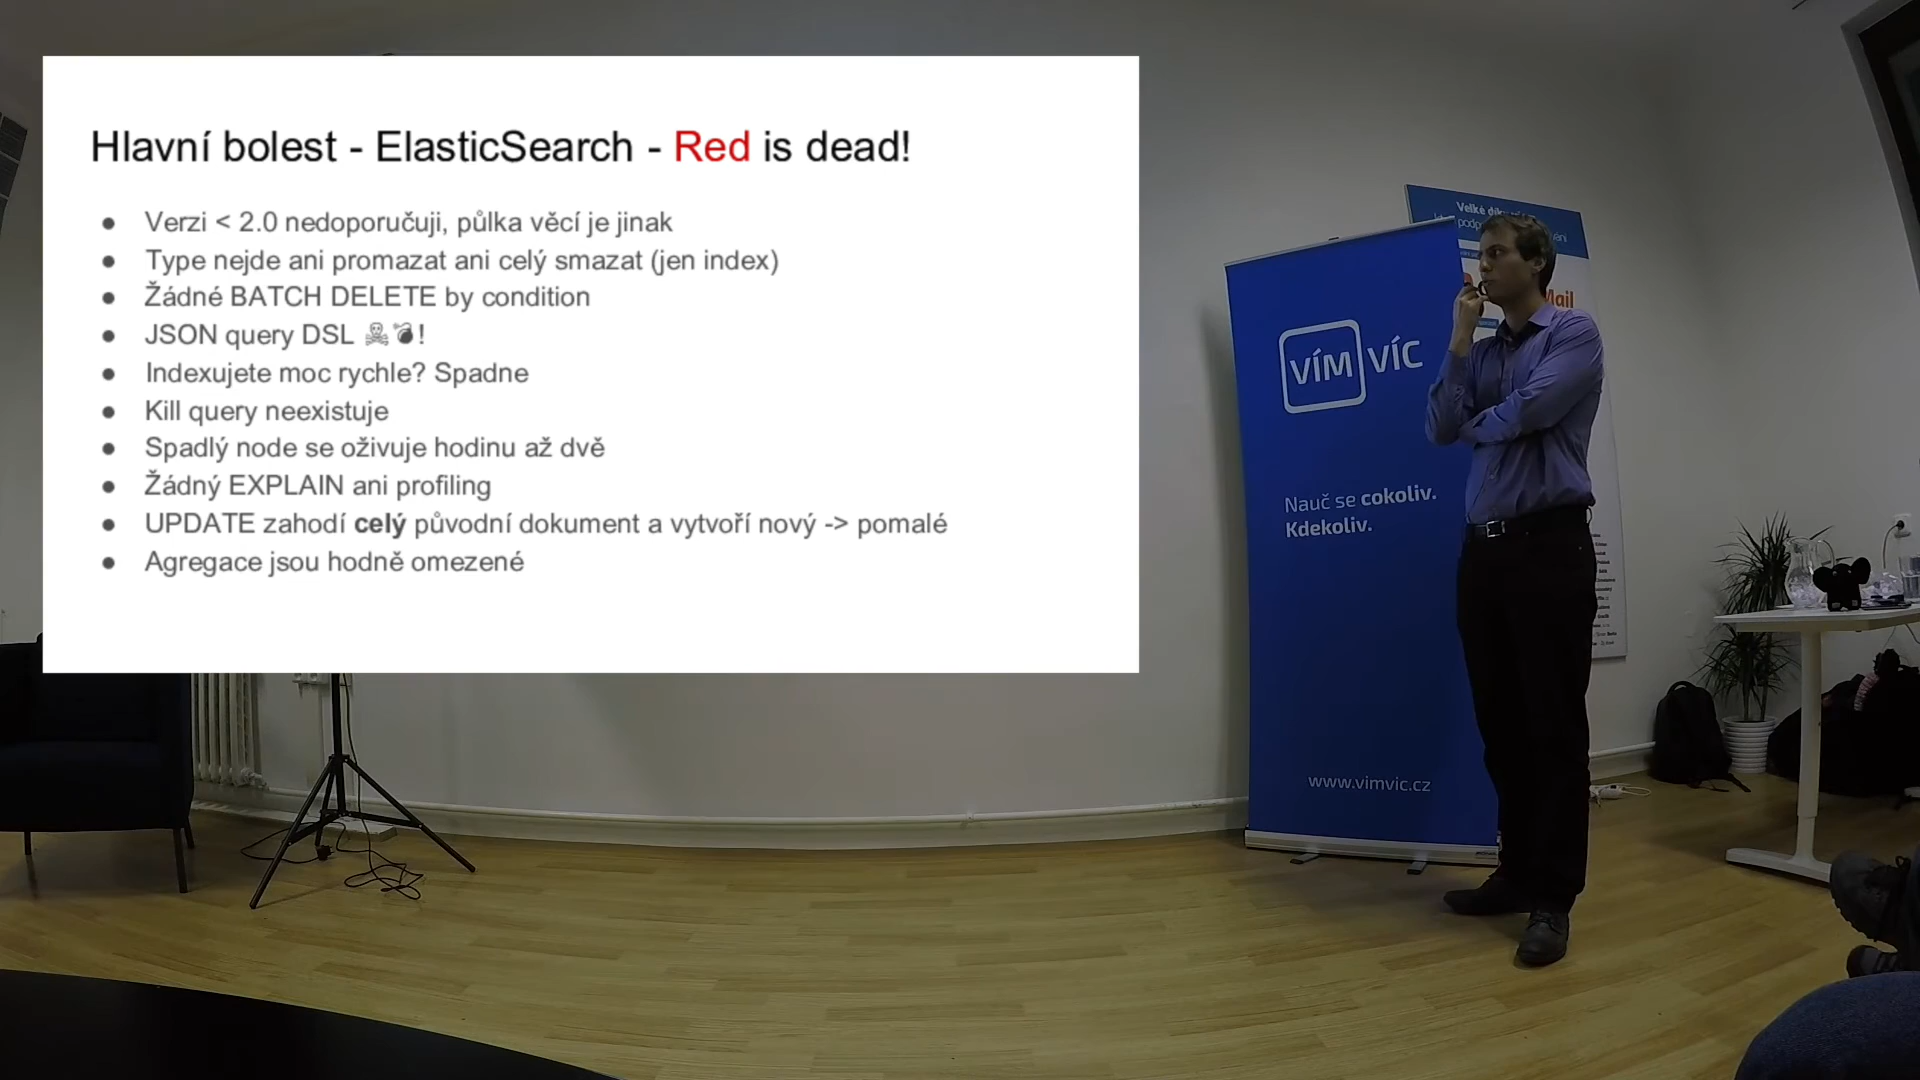 Hlavní bolest - ElasticSearch - Red is dead!
● Verzi < 2.0 nedoporučuji, půlka věcí je jinak
● Type nejde ani promazat ani celý smazat (jen index)
● Žádné BATCH DELETE by condition
● JSON query DSL ☠💣!
● Indexujete moc rychle? Spadne
● Kill query neexistuje
● Spadlý node se oživuje hodinu až dvě
● Žádný EXPLAIN ani profiling
● UPDATE zahodí celý původní dokument a vytvoří nový -> pomalé
● Agregace jsou hodně omezené
Velké
VÍM VÍC
Nauč se cokoliv.
Kdekoliv.
www.vimvic.cz
Mail